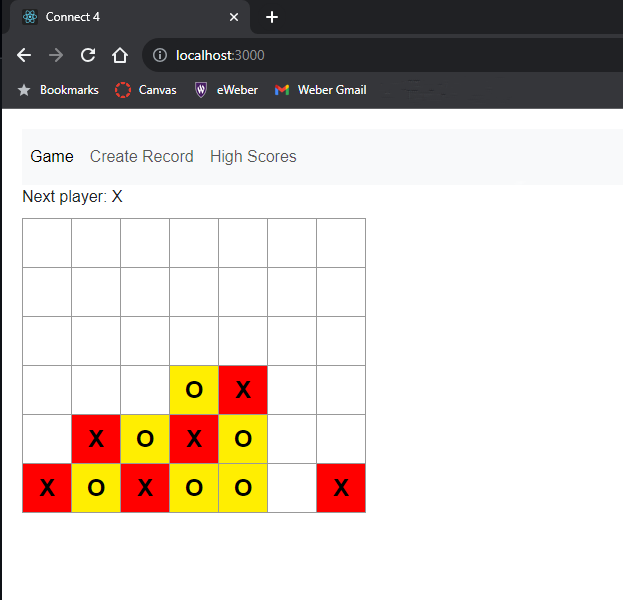 Connect 4
localhost:3000
Bookmarks Canvas eWeber Weber Gmail
Game Create Record High Scores
Next player: X
O X
X O X O
X O X O O X